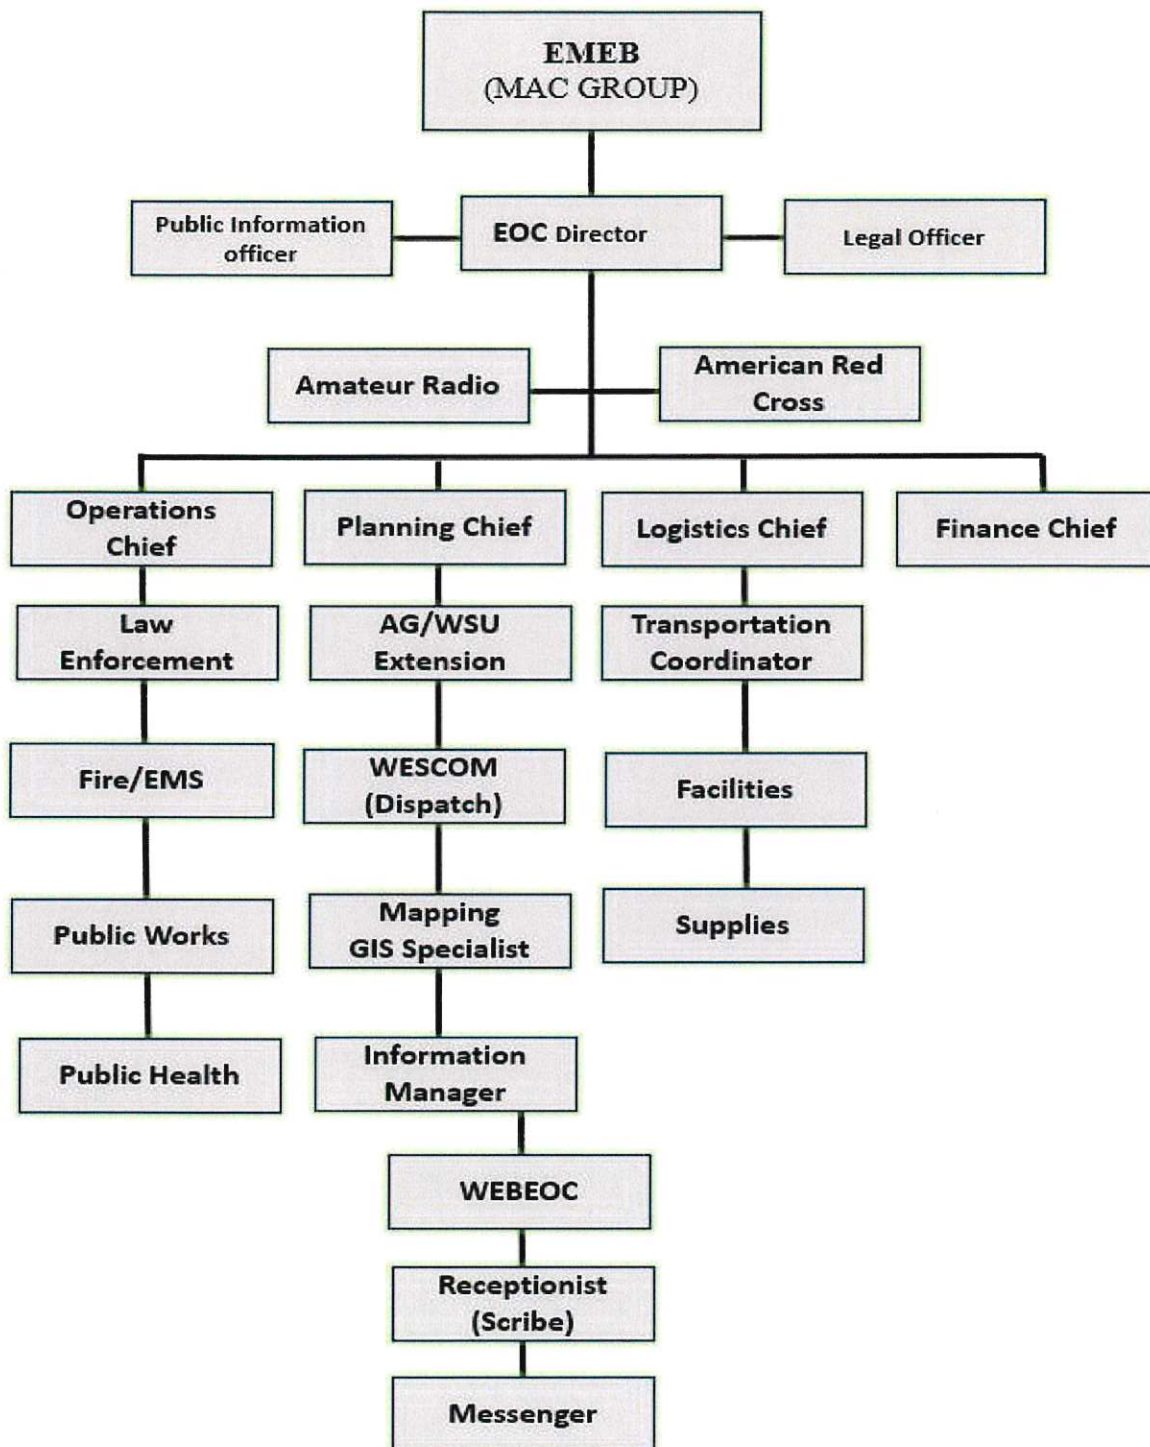 EMEB
(MAC GROUP)
Public Information
officer
EOC Director
Legal Officer
Amateur Radio
American Red
Cross
Operations
Chief
Planning Chief
Logistics Chief
Finance Chief
Law
Enforcement
AG/WSU
Extension
Transportation
Coordinator
Fire/EMS
WESCOM
(Dispatch)
Facilities
Public Works
Mapping
GIS Specialist
Supplies
Public Health
Information
Manager
WEBEOC
Receptionist
(Scribe)
Messenger